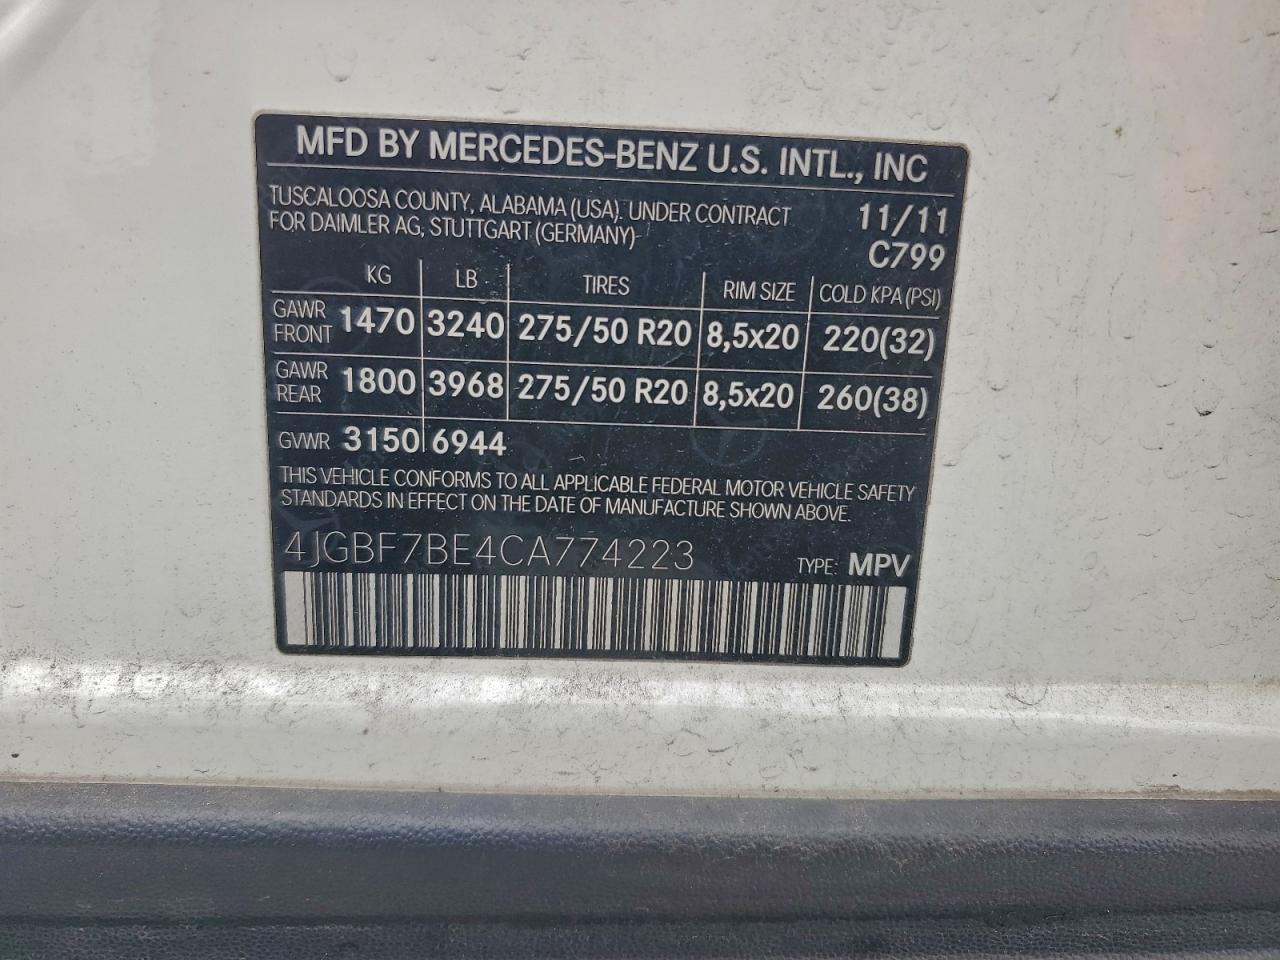 MFD BY MERCEDES-BENZ U.S. INTL., INC
TUSCALOOSA COUNTY, ALABAMA (USA). UNDER CONTRACT 11/11
FOR DAIMLER AG, STUTTGART (GERMANY) C799
KG LB TIRES RIM SIZE COLD KPA (PSI)
GAWR FRONT 1470 3240 275/50 R20 8,5x20 220(32)
GAWR REAR 1800 3968 275/50 R20 8,5x20 260(38)
GVWR 3150 6944
THIS VEHICLE CONFORMS TO ALL APPLICABLE FEDERAL MOTOR VEHICLE SAFETY
STANDARDS IN EFFECT ON THE DATE OF MANUFACTURE SHOWN ABOVE.
4JGBF7BE4CA774223 TYPE: MPV